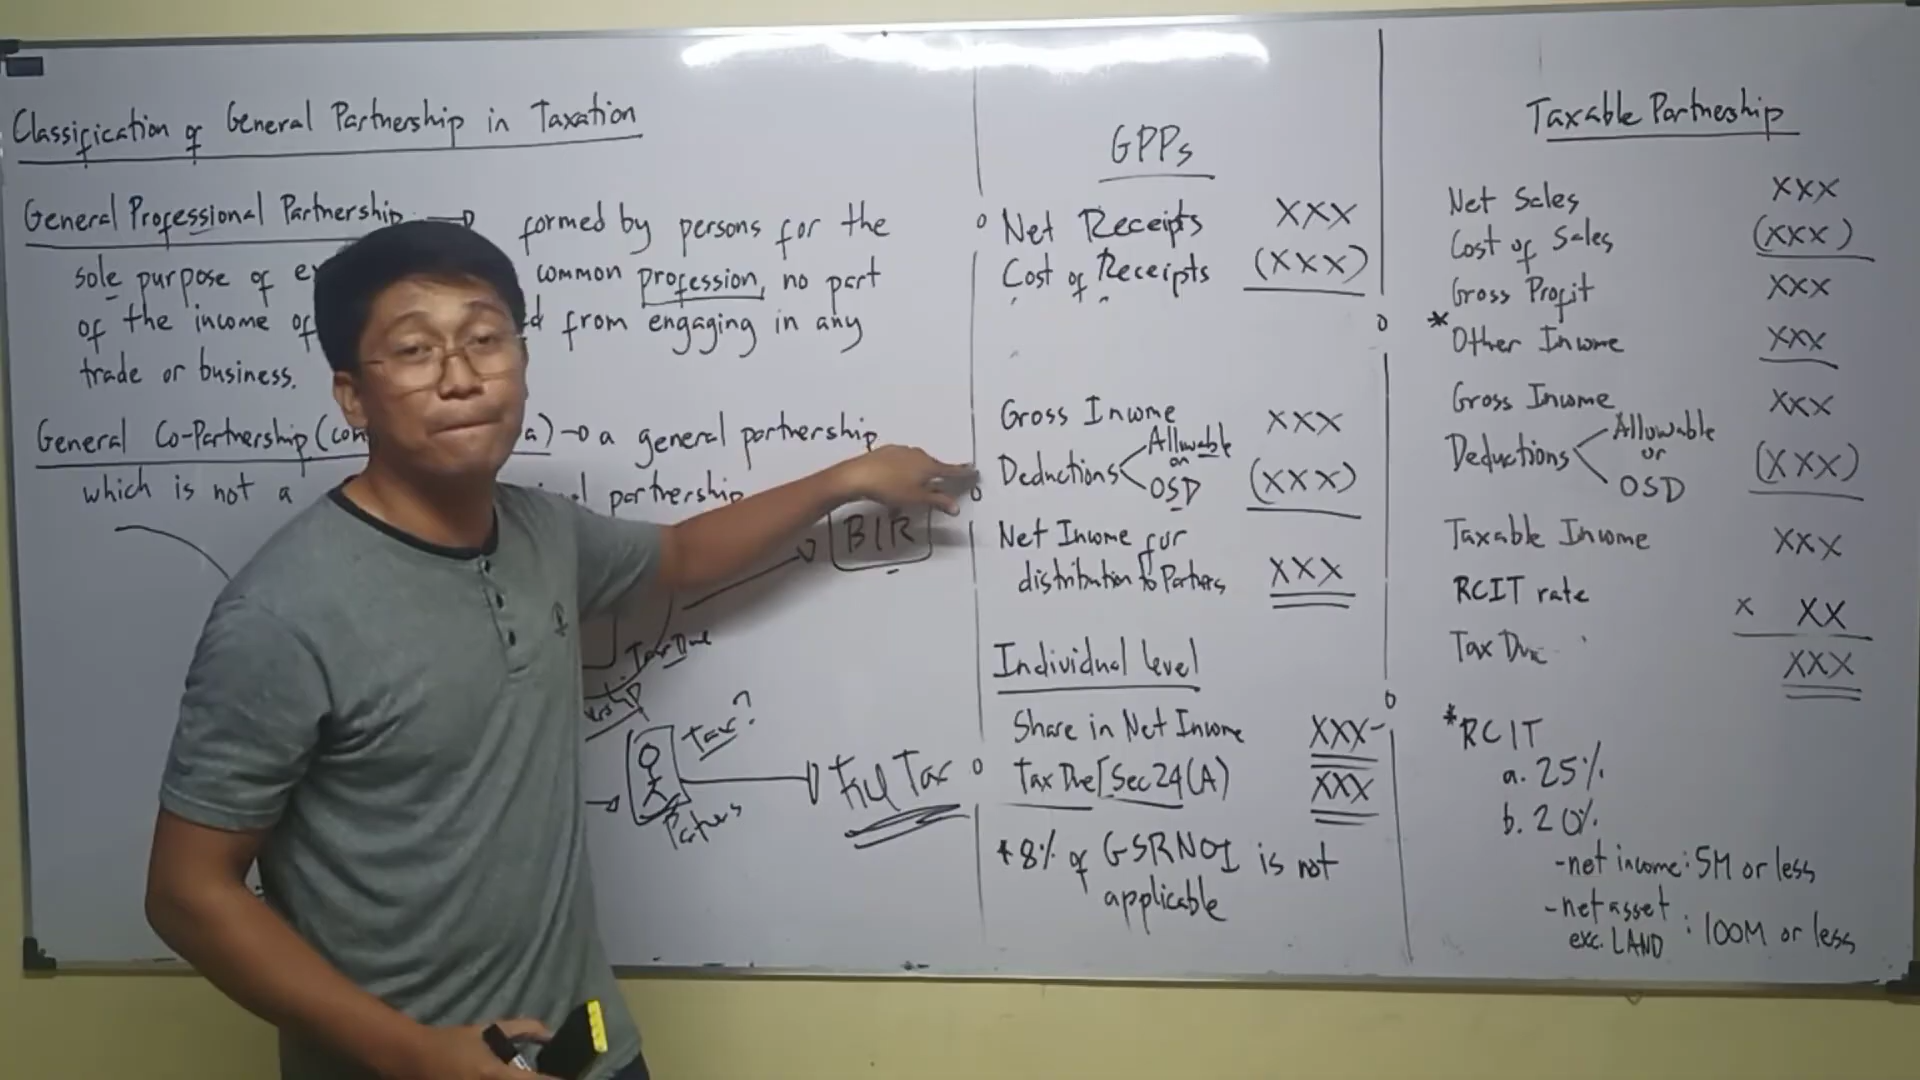 Classification of General Partnership in Taxation
General Professional Partnership → formed by persons for the
sole purpose of common profession, no part
of the income of from engaging in any
trade or business.
General Co-Partnership (con a) → a general partnership
which is not a partnership
BIR
Tax Due
Tax?
Partners
Tax
GPPs
Net Receipts XXX
Cost of Receipts (XXX)
Gross Income XXX
Deductions Allowable
or
OSD (XXX)
Net Income for
distribution to Partners XXX
Individual level
Share in Net Income XXX
Tax Due [Sec 24(A) XXX
*8% of GSRNOI is not
applicable
Taxable Partnership
Net Sales XXX
Cost of Sales (XXX)
Gross Profit XXX
*Other Income XXX
Gross Income XXX
Deductions Allowable
or
OSD (XXX)
Taxable Income XXX
RCIT rate x XX
Tax Due XXX
*RCIT
a. 25%
b. 20%
-net income: 5M or less
-net asset
exc. LAND : 100M or less